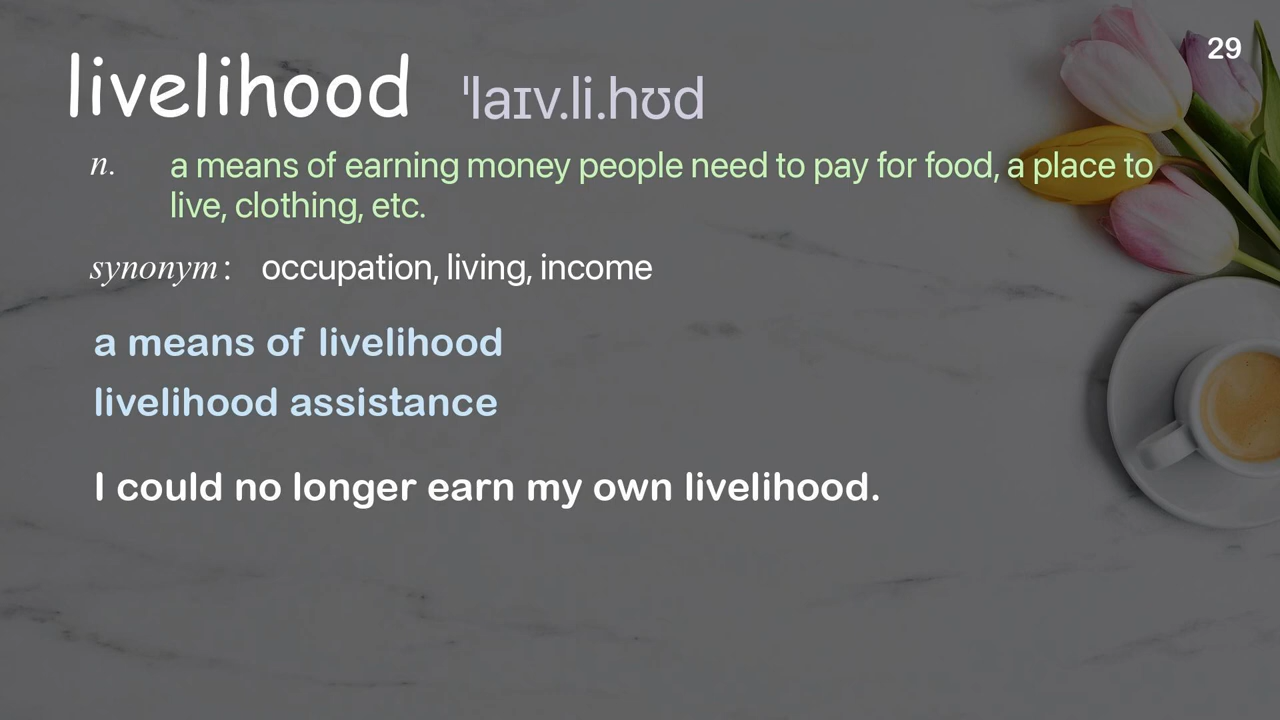 29
livelihood ˈlaɪv.li.hʊd
n. a means of earning money people need to pay for food, a place to
live, clothing, etc.
synonym: occupation, living, income
a means of livelihood
livelihood assistance
I could no longer earn my own livelihood.